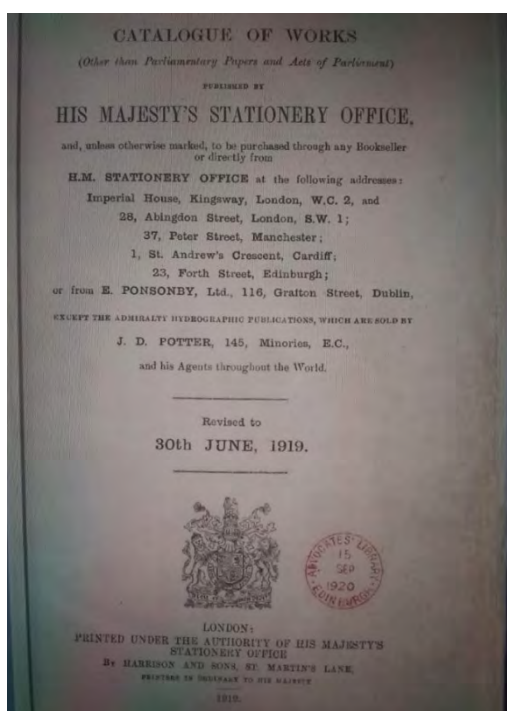 CATALOGUE OF WORKS
(Other than Parliamentary Papers and Acts of Parliament)
PUBLISHED BY
HIS MAJESTY'S STATIONERY OFFICE,
and, unless otherwise marked, to be purchased through any Bookseller
or directly from
H.M. STATIONERY OFFICE at the following addresses:
Imperial House, Kingsway, London, W.C. 2, and
28, Abingdon Street, London, S.W. 1;
37, Peter Street, Manchester;
1, St. Andrew's Crescent, Cardiff;
23, Forth Street, Edinburgh;
or from E. PONSONBY, Ltd., 116, Grafton Street, Dublin,
EXCEPT THE ADMIRALTY HYDROGRAPHIC PUBLICATIONS, WHICH ARE SOLD BY
J. D. POTTER, 145, Minories, E.C.,
and his Agents throughout the World.
Revised to
30th JUNE, 1919.
ADVOCATES' LIBRARY
15
SEP
1920
EDINBURGH
LONDON:
PRINTED UNDER THE AUTHORITY OF HIS MAJESTY'S
STATIONERY OFFICE
By HARRISON AND SONS, ST. MARTIN'S LANE,
PRINTERS IN ORDINARY TO HIS MAJESTY
1919.